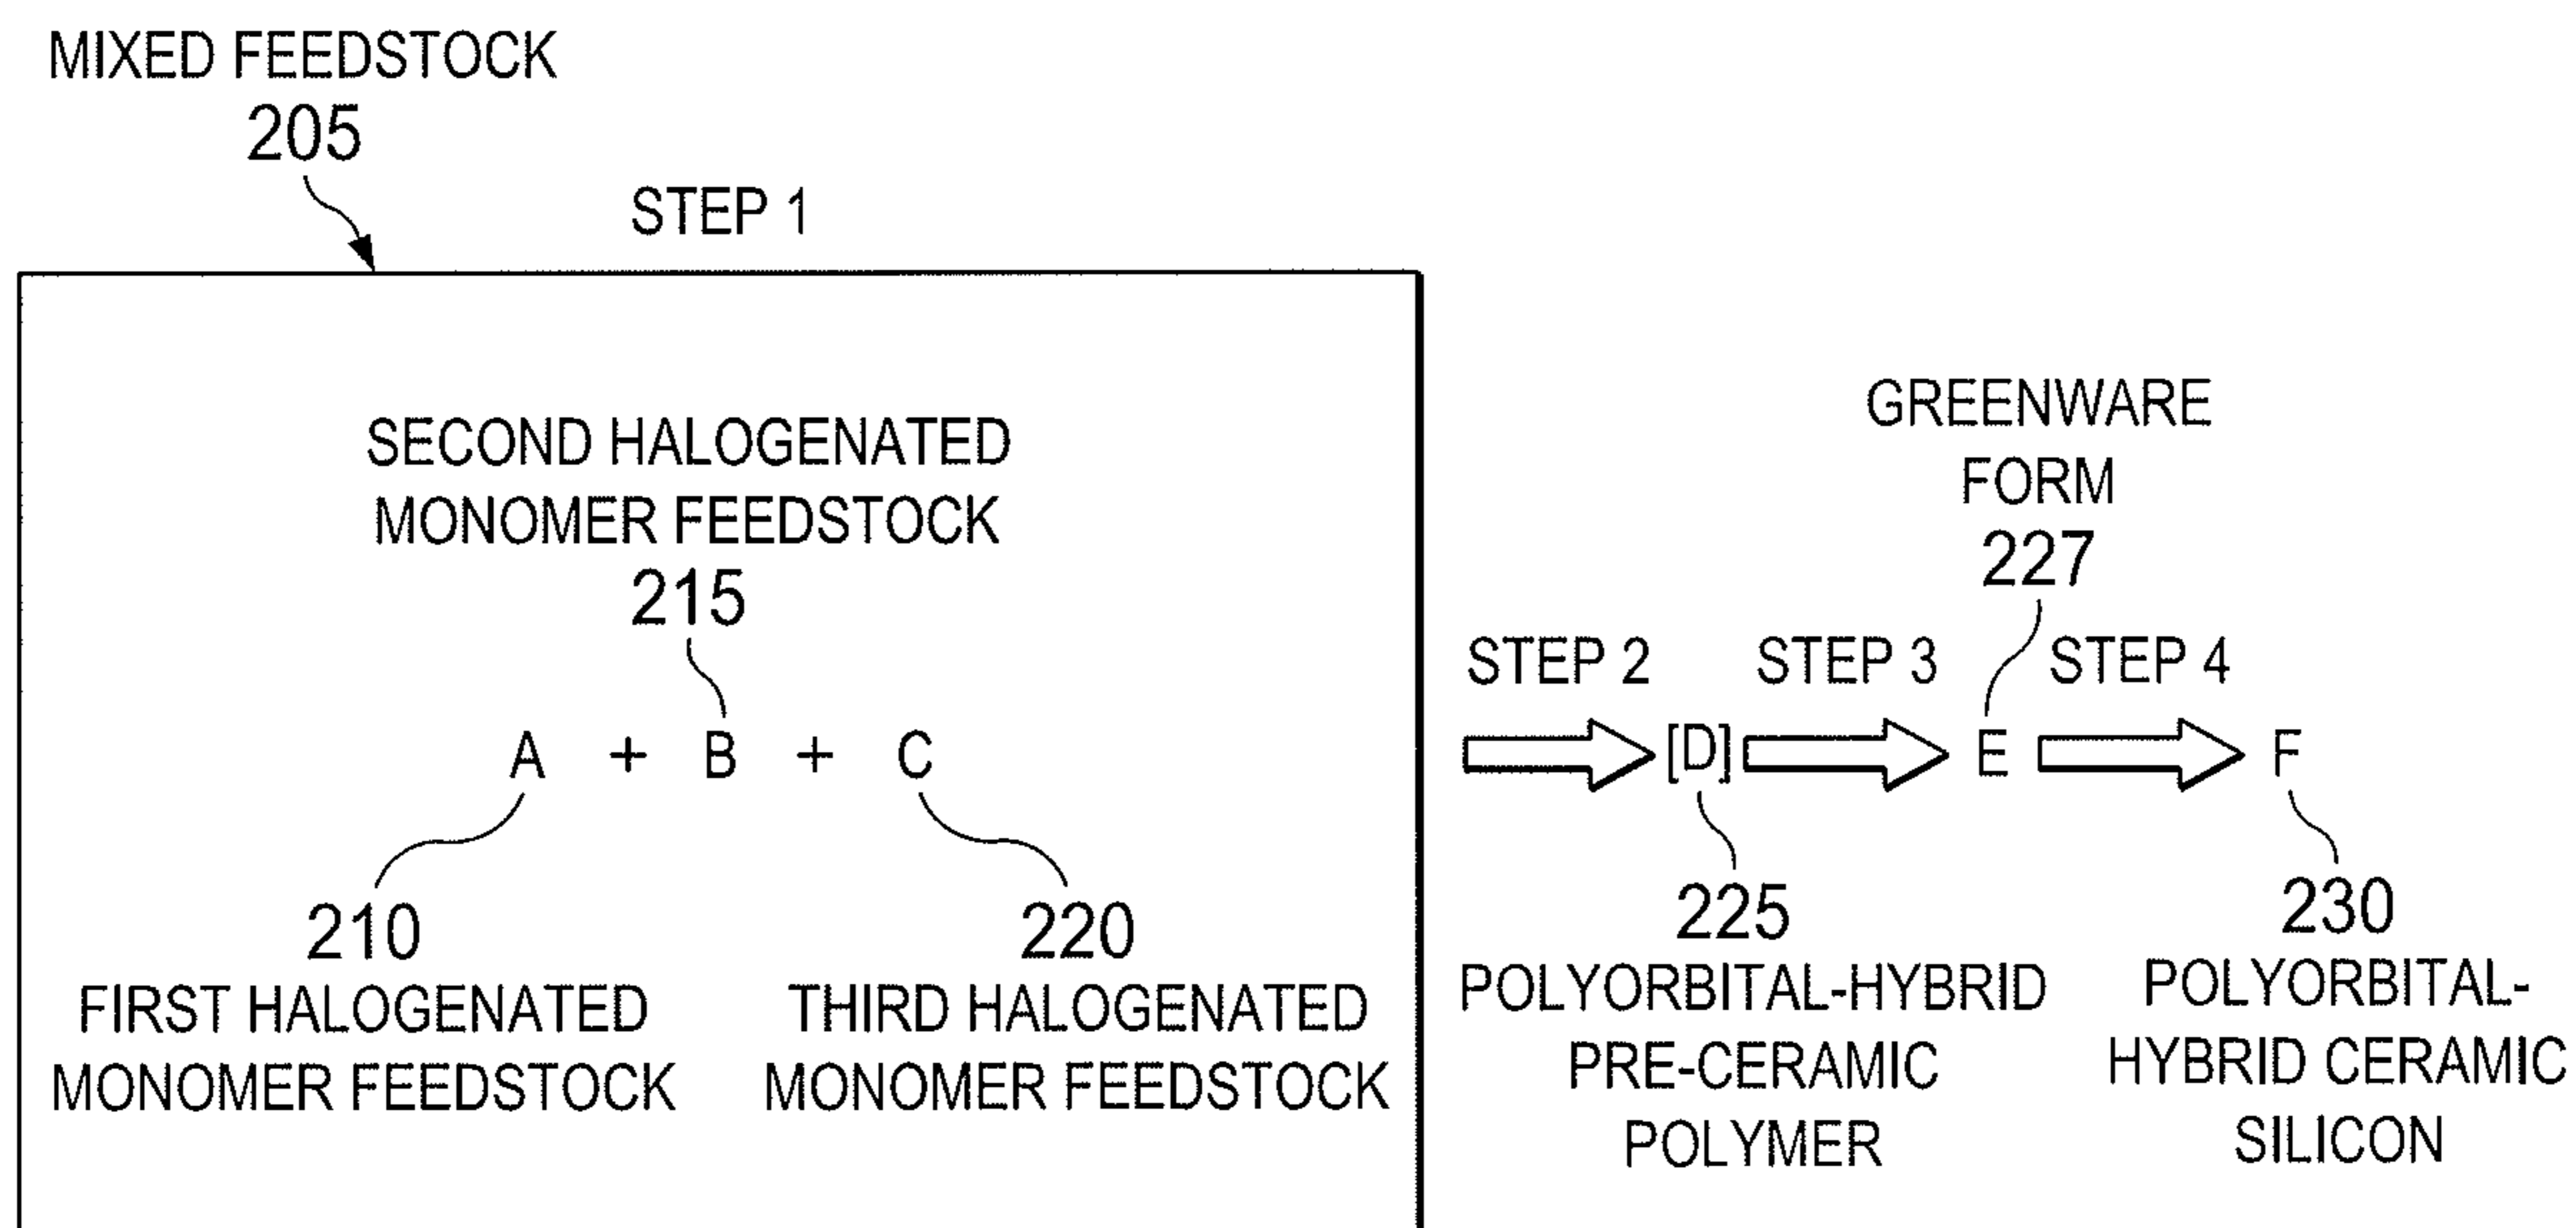 MIXED FEEDSTOCK
205
STEP 1
SECOND HALOGENATED
MONOMER FEEDSTOCK
215
A + B + C
210
FIRST HALOGENATED
MONOMER FEEDSTOCK
220
THIRD HALOGENATED
MONOMER FEEDSTOCK
STEP 2
[D]
225
POLYORBITAL-HYBRID
PRE-CERAMIC
POLYMER
STEP 3
GREENWARE
FORM
227
E
STEP 4
F
230
POLYORBITAL-
HYBRID CERAMIC
SILICON